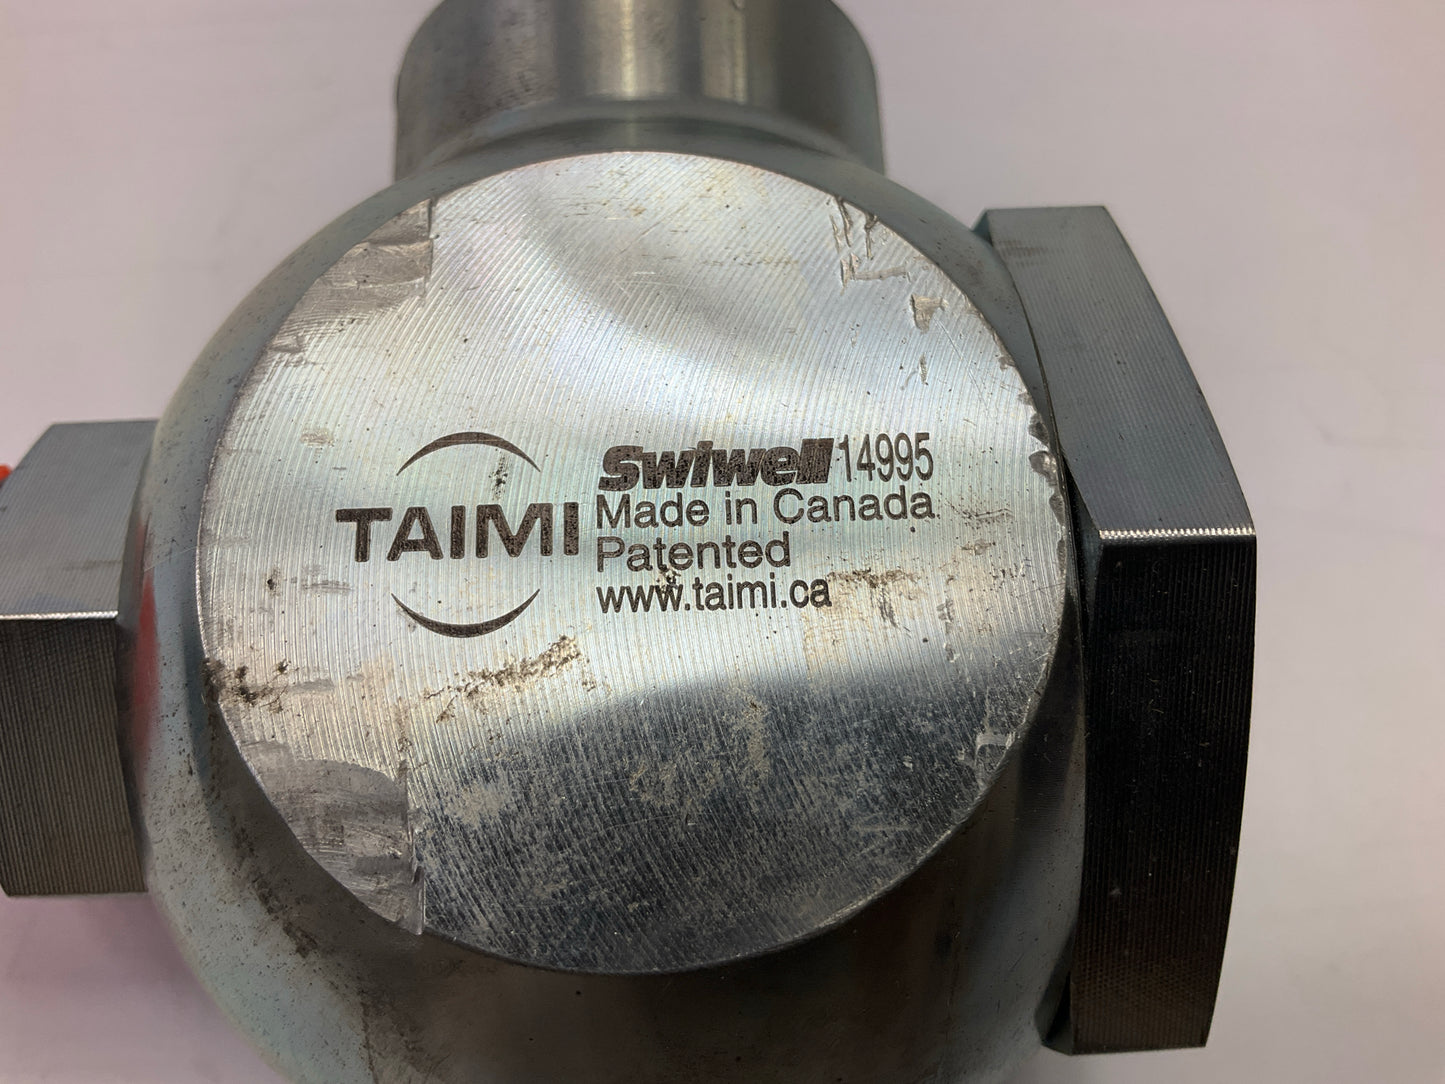 TAIMI
Swiwell 14995
Made in Canada
Patented
www.taimi.ca